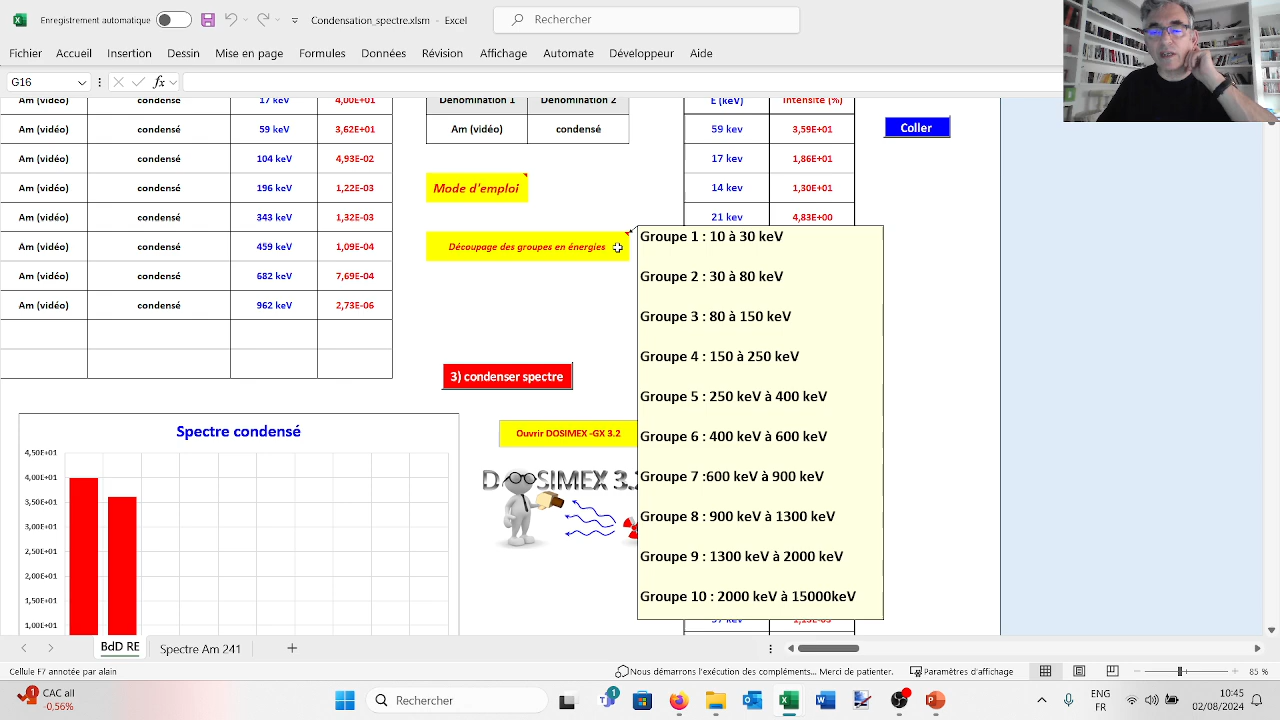 Enregistrement automatique
Condensation_spectre.xlsm - Excel
Rechercher
Fichier Accueil Insertion Dessin Mise en page Formules Données Révision Affichage Automate Développeur Aide
G16 fx
Am (vidéo) condensé 17 keV 4,00E+01
Dénomination 1 Dénomination 2
E (keV) Intensité (%)
Am (vidéo) condensé 59 keV 3,62E+01
Am (vidéo) condensé
59 kev 3,59E+01
Coller
Am (vidéo) condensé 104 keV 4,93E-02
17 kev 1,86E+01
Am (vidéo) condensé 196 keV 1,22E-03
Mode d'emploi
14 kev 1,30E+01
Am (vidéo) condensé 343 keV 1,32E-03
21 kev 4,83E+00
Am (vidéo) condensé 459 keV 1,09E-04
Découpage des groupes en énergies
Am (vidéo) condensé 682 keV 7,69E-04
Am (vidéo) condensé 962 keV 2,73E-06
Groupe 1 : 10 à 30 keV
Groupe 2 : 30 à 80 keV
Groupe 3 : 80 à 150 keV
Groupe 4 : 150 à 250 keV
Groupe 5 : 250 keV à 400 keV
Groupe 6 : 400 keV à 600 keV
Groupe 7 :600 keV à 900 keV
Groupe 8 : 900 keV à 1300 keV
Groupe 9 : 1300 keV à 2000 keV
Groupe 10 : 2000 keV à 15000keV
3) condenser spectre
Ouvrir DOSIMEX -GX 3.2
DOSIMEX 3.2
Spectre condensé
4,50E+01
4,00E+01
3,50E+01
3,00E+01
2,50E+01
2,00E+01
1,50E+01
1,00E+01
BdD RE Spectre Am 241
Cellule F7 annotée par alain
Nous démarrons l'exécution des compléments. Merci de patienter.
Paramètres d'affichage
85 %
CAC all
-0,56%
Rechercher
1
ENG
FR
10:45
02/08/2024